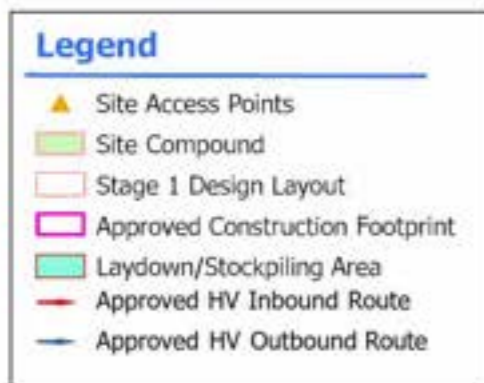 Legend
Site Access Points
Site Compound
Stage 1 Design Layout
Approved Construction Footprint
Laydown/Stockpiling Area
Approved HV Inbound Route
Approved HV Outbound Route